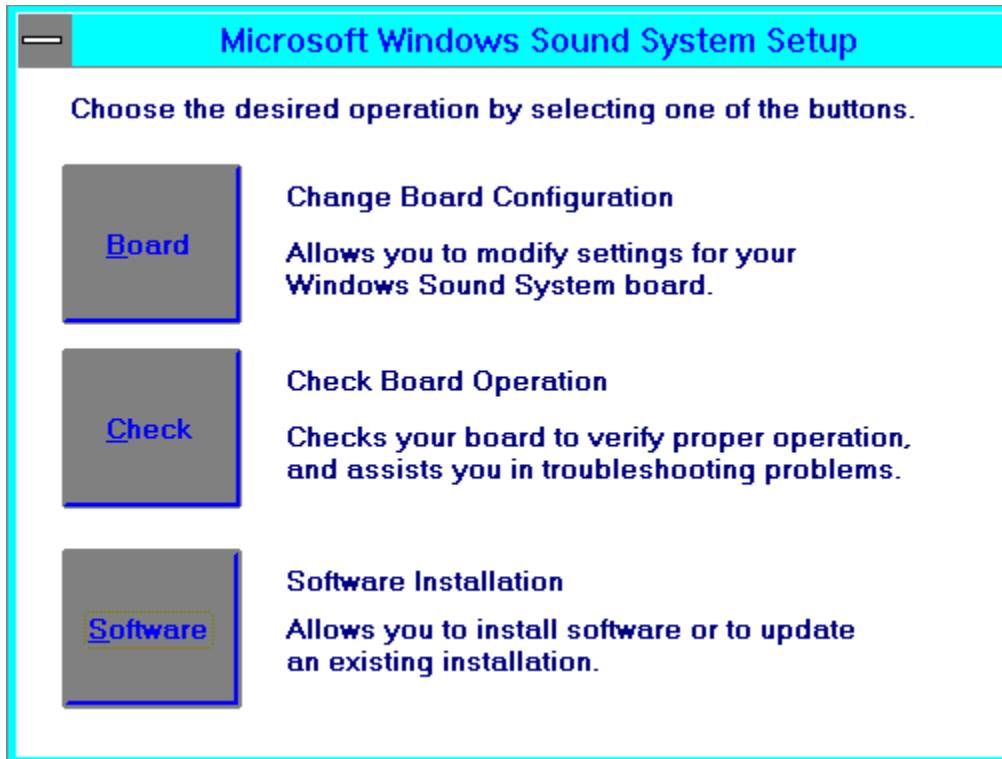 Microsoft Windows Sound System Setup
Choose the desired operation by selecting one of the buttons.
Board
Change Board Configuration
Allows you to modify settings for your
Windows Sound System board.
Check
Check Board Operation
Checks your board to verify proper operation,
and assists you in troubleshooting problems.
Software
Software Installation
Allows you to install software or to update
an existing installation.